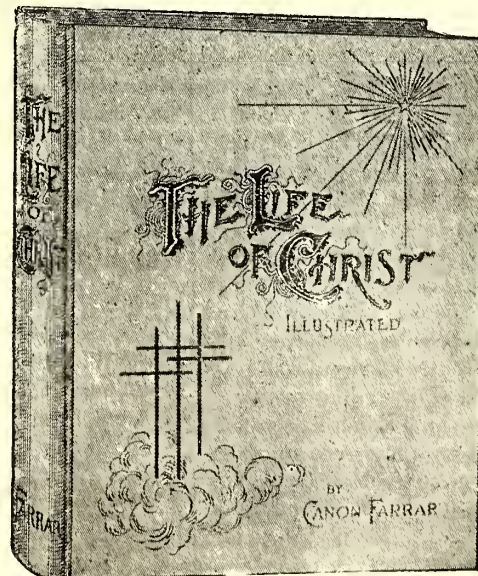 THE
LIFE
OF
CHRIST
FARRAR
THE LIFE
OF CHRIST
ILLUSTRATED
BY
CANON FARRAR